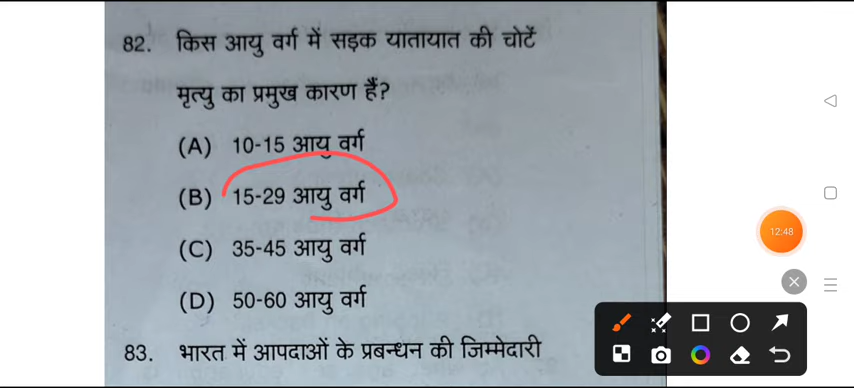 82. किस आयु वर्ग में सड़क यातायात की चोटें
मृत्यु का प्रमुख कारण हैं?
(A) 10-15 आयु वर्ग
(B) 15-29 आयु वर्ग
(C) 35-45 आयु वर्ग
(D) 50-60 आयु वर्ग
83. भारत में आपदाओं के प्रबन्धन की जिम्मेदारी
12:48